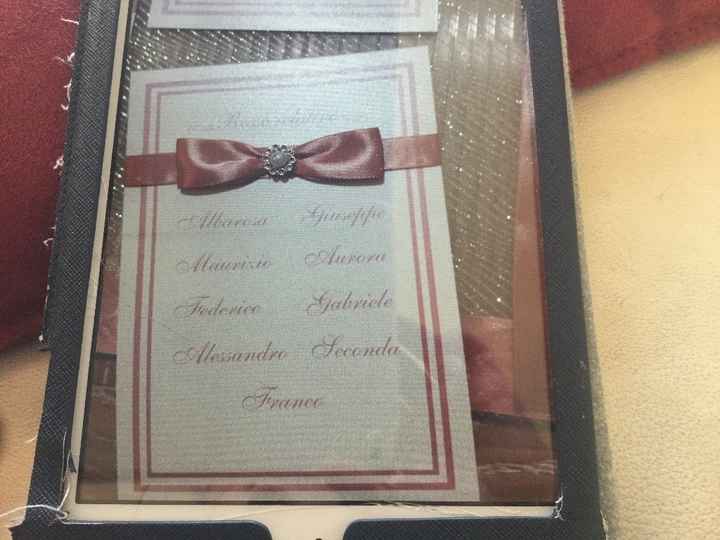 Albarosa Giuseppe
Maurizio Aurora
Federico Gabriele
Alessandro Seconda
Franco